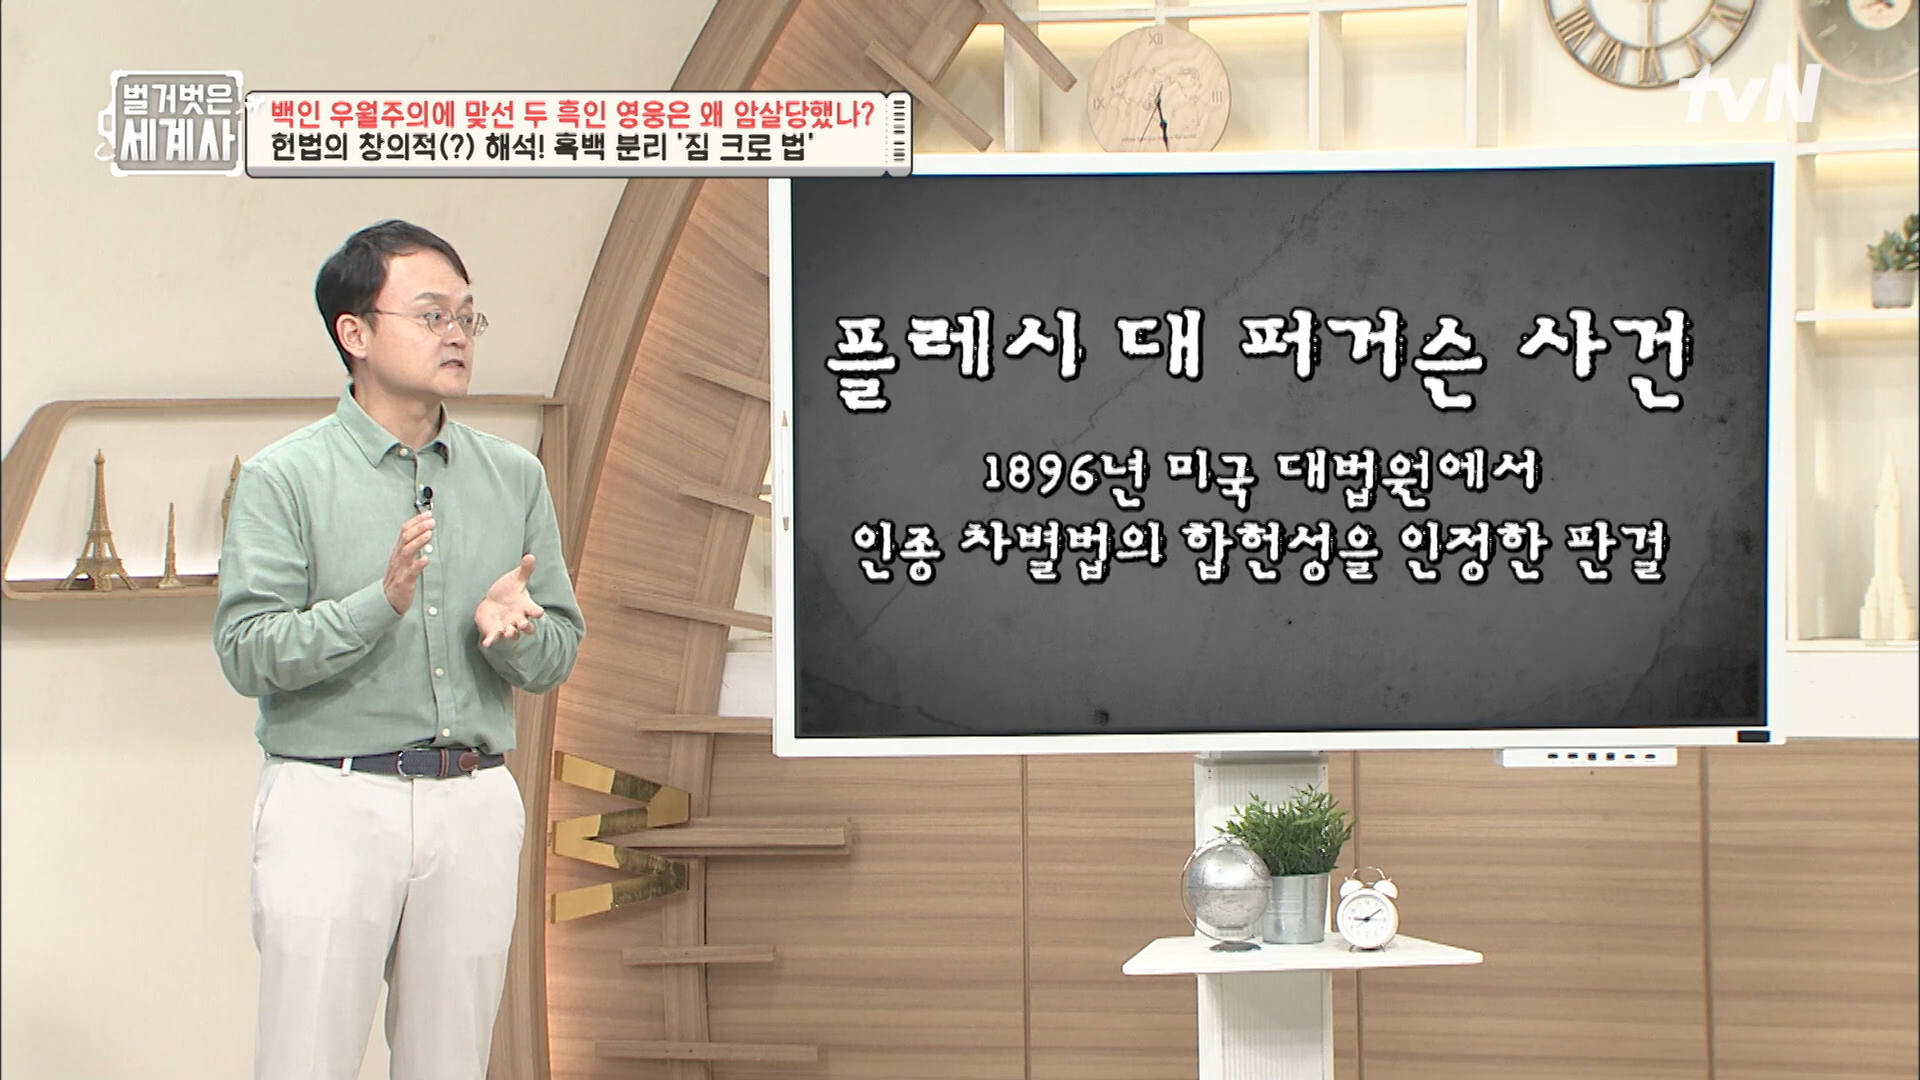 벌거벗은
세계사
백인 우월주의에 맞선 두 흑인 영웅은 왜 암살당했나?
헌법의 창의적(?) 해석! 흑백 분리 '짐 크로 법'
tvN
플레시 대 퍼거슨 사건
1896년 미국 대법원에서
인종 차별법의 합헌성을 인정한 판결